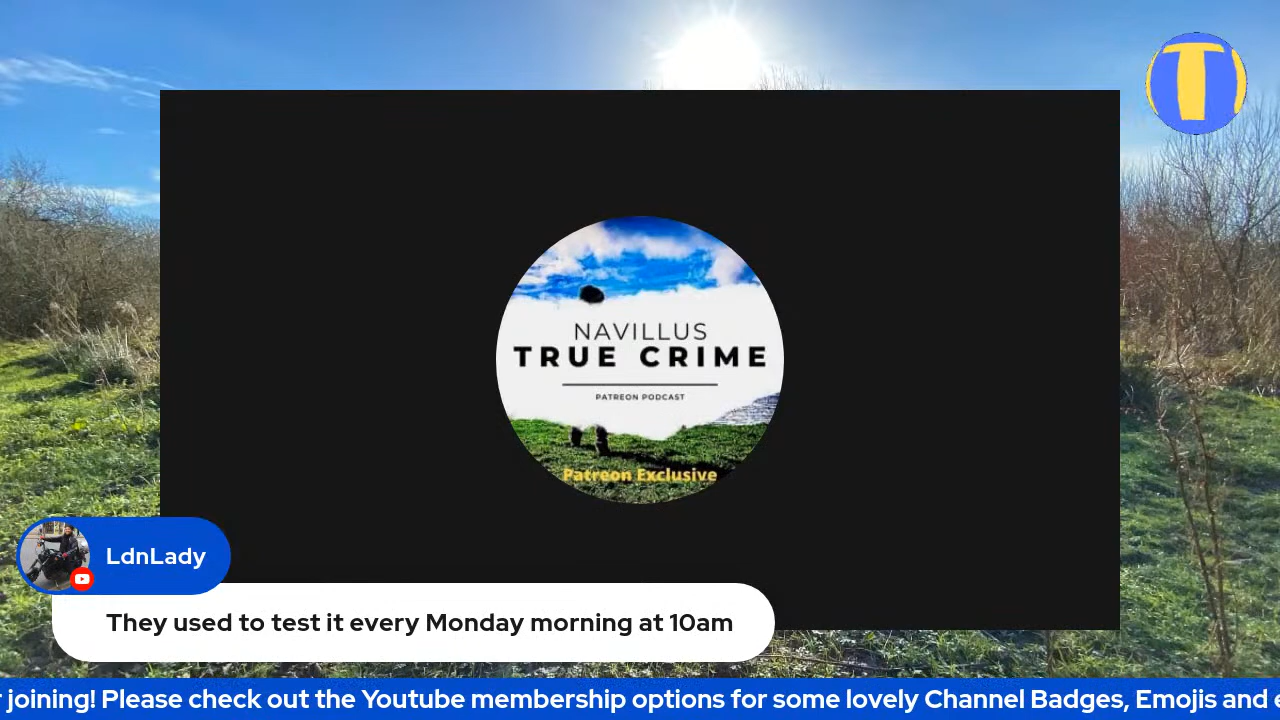 T
NAVILLUS
TRUE CRIME
PATREON PODCAST
Patreon Exclusive
LdnLady
They used to test it every Monday morning at 10am
joining! Please check out the Youtube membership options for some lovely Channel Badges, Emojis and